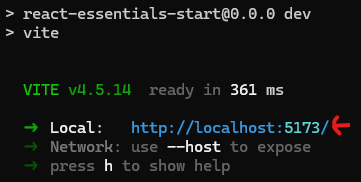 > react-essentials-start@0.0.0 dev
> vite
VITE v4.5.14 ready in 361 ms
➜ Local: http://localhost:5173/
➜ Network: use --host to expose
➜ press h to show help